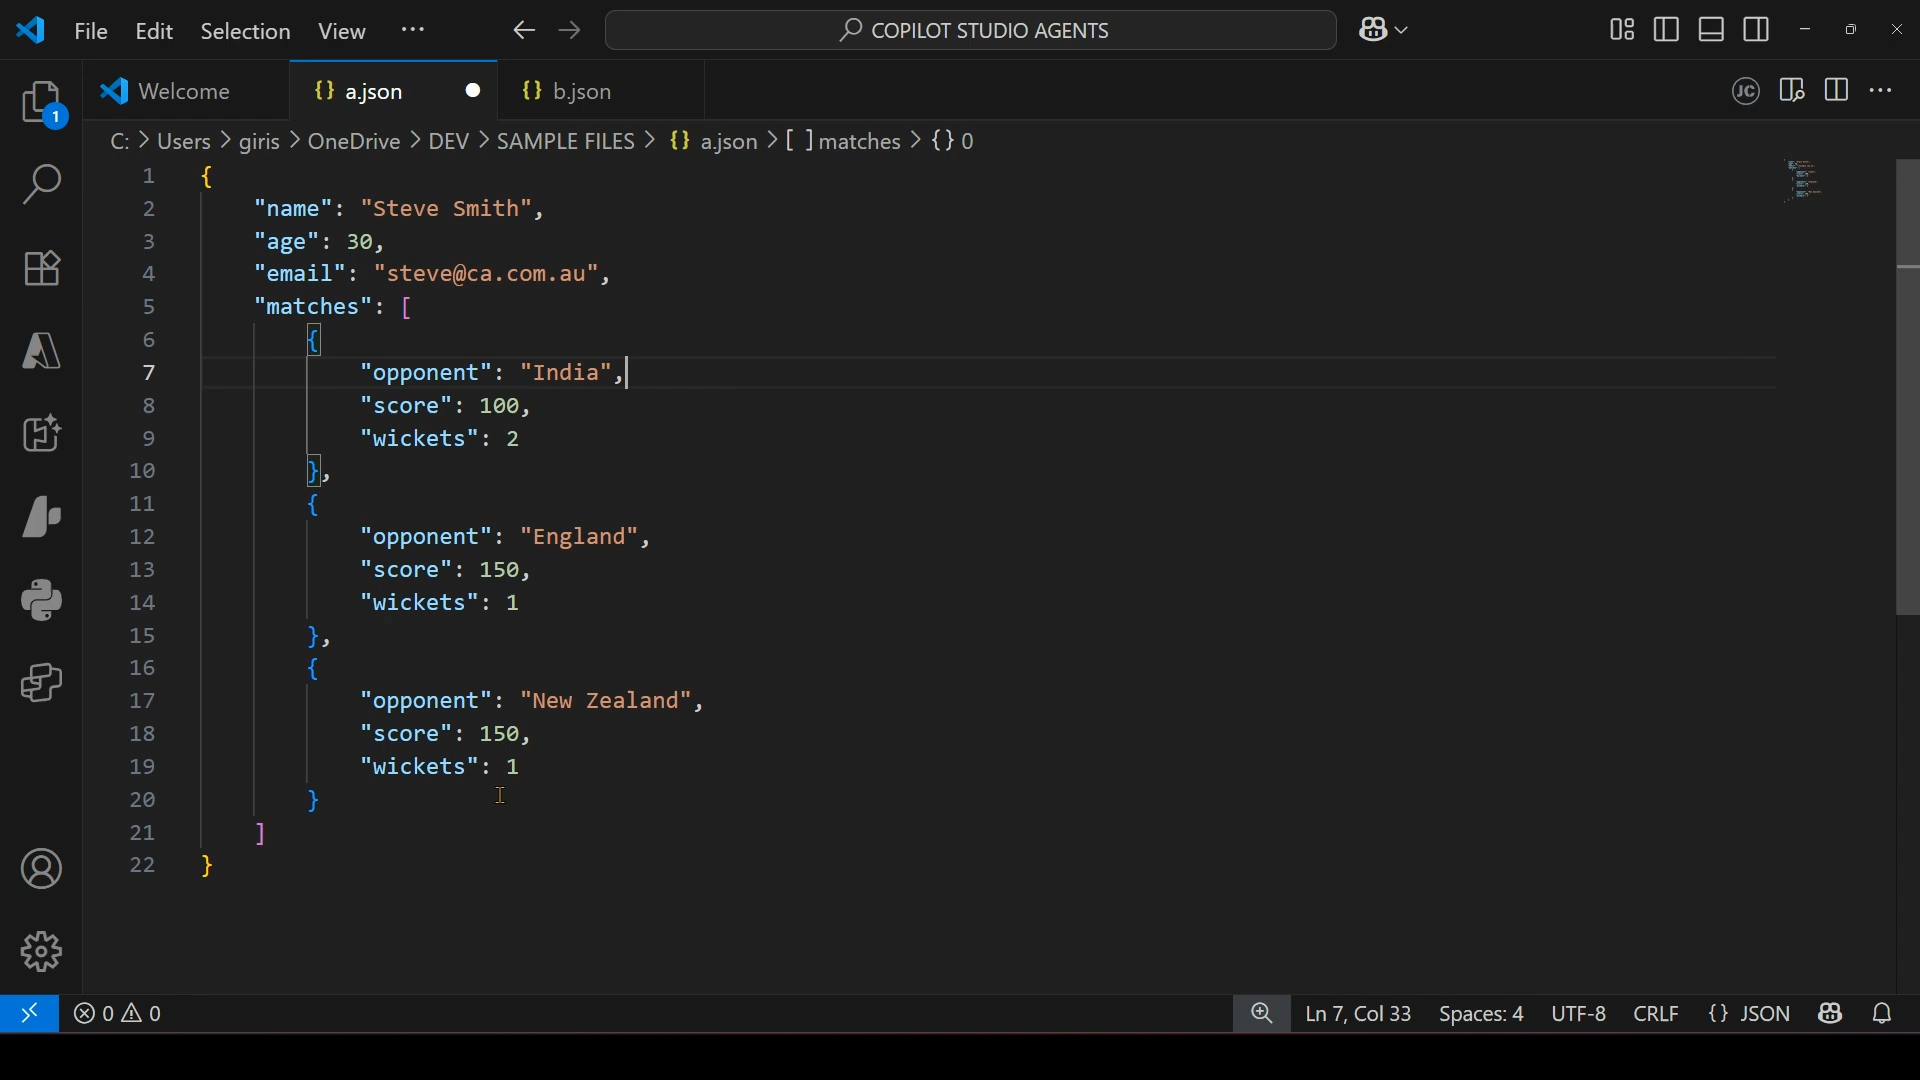 File Edit Selection View ··· COPILOT STUDIO AGENTS
1
Welcome {} a.json {} b.json JC
C: > Users > giris > OneDrive > DEV > SAMPLE FILES > {} a.json > [ ] matches > {} 0
1 {
2 "name": "Steve Smith",
3 "age": 30,
4 "email": "steve@ca.com.au",
5 "matches": [
6 {
7 "opponent": "India",
8 "score": 100,
9 "wickets": 2
10 },
11 {
12 "opponent": "England",
13 "score": 150,
14 "wickets": 1
15 },
16 {
17 "opponent": "New Zealand",
18 "score": 150,
19 "wickets": 1
20 }
21 ]
22 }
0 0 Ln 7, Col 33 Spaces: 4 UTF-8 CRLF {} JSON